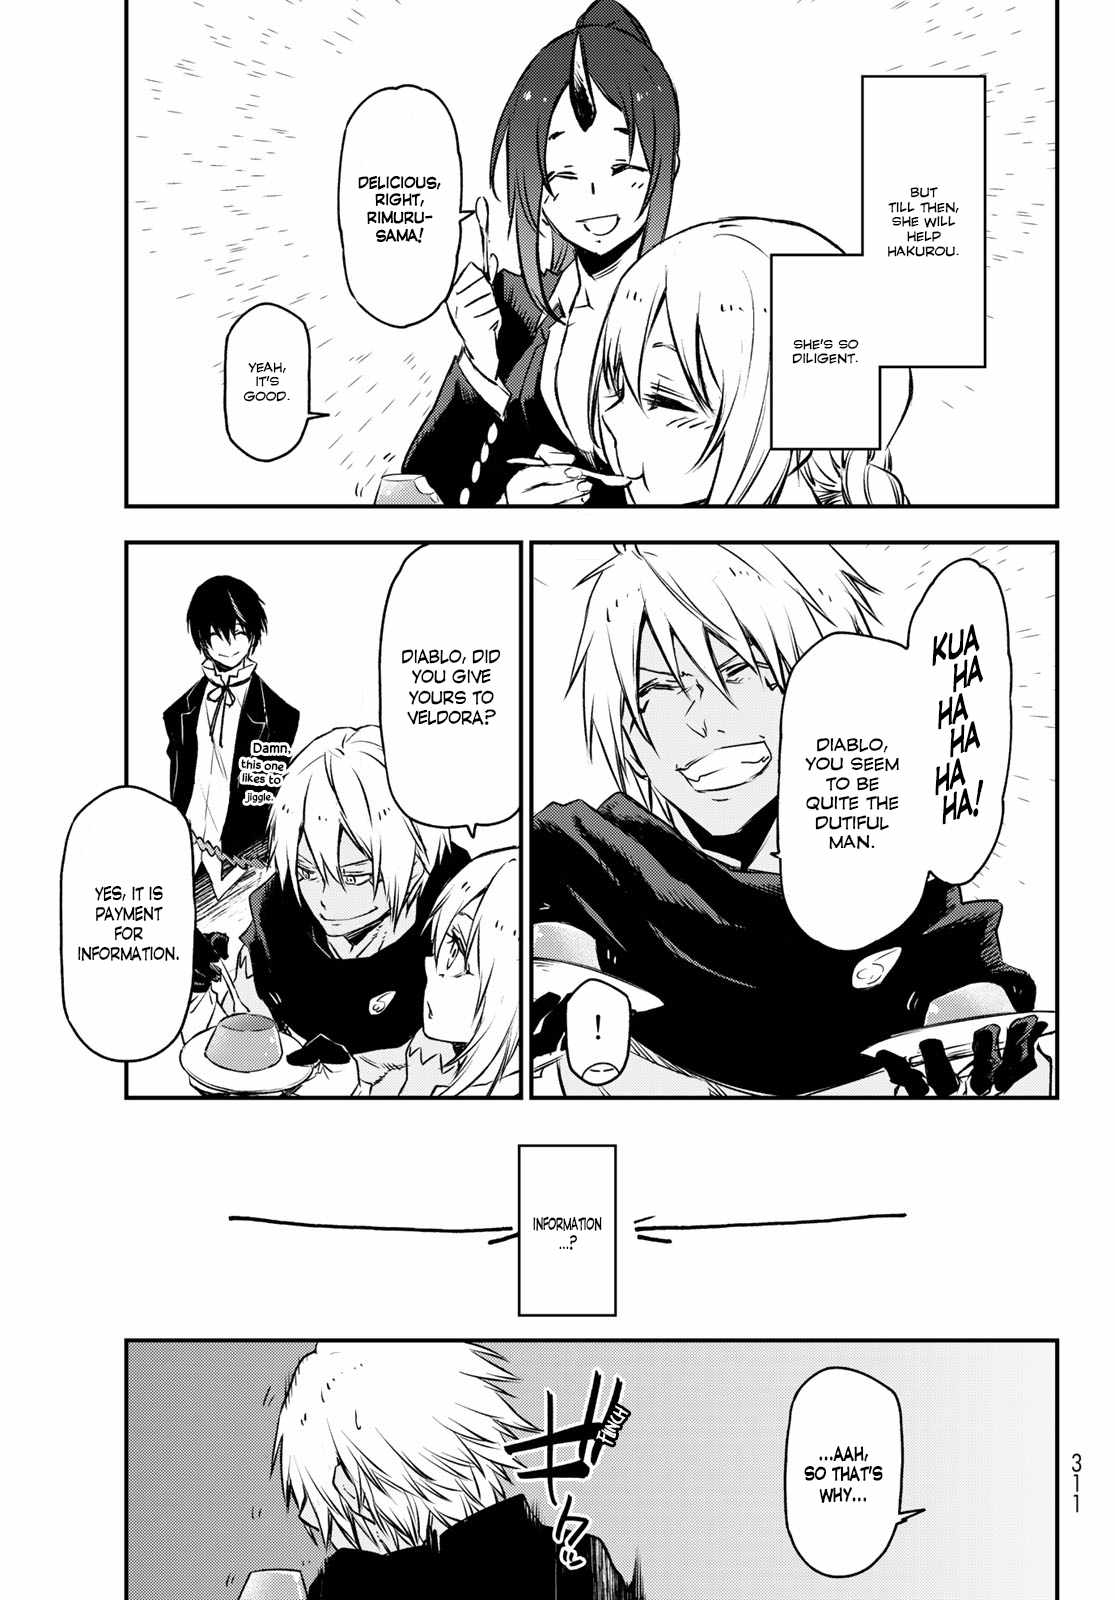 BUT
TILL THEN,
SHE WILL
HELP
HAKUROU.
SHE'S SO
DILIGENT.
DELICIOUS,
RIGHT,
RIMURU-
SAMA!
YEAH,
IT'S
GOOD.
KUA
HA
HA
HA
HA
HA!
DIABLO,
YOU SEEM
TO BE
QUITE THE
DUTIFUL
MAN.
!
DIABLO, DID
YOU GIVE
YOURS TO
VELDORA?
Damn,
this one
likes to
jiggle.
YES, IT IS
PAYMENT
FOR
INFORMATION.
INFORMATION
...?
FLINCH
...AAH,
SO THAT'S
WHY...
311